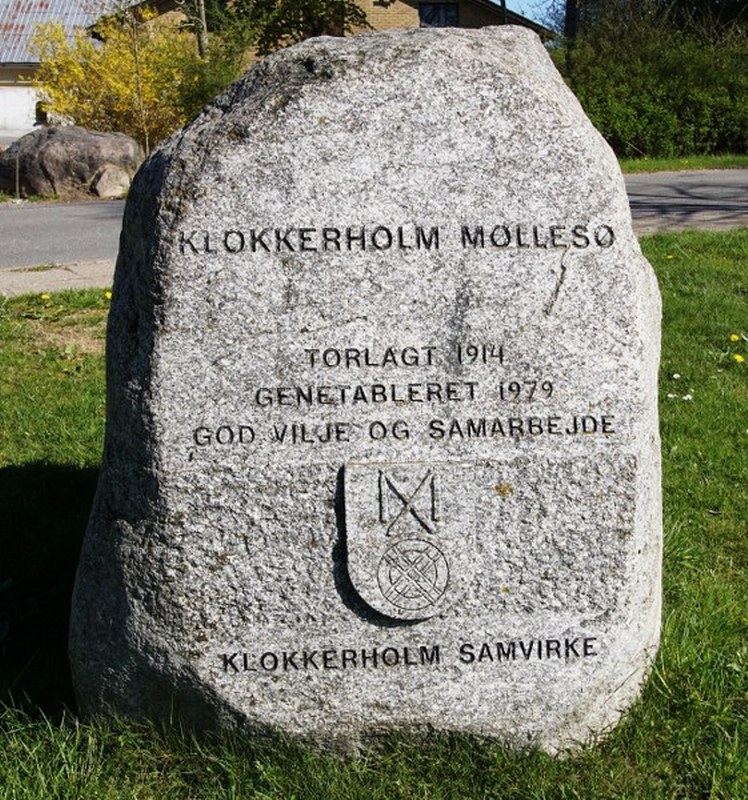 KLOKKERHOLM MØLLESØ
TØRLAGT 1914
GENETABLERET 1979
GOD VILJE OG SAMARBEJDE
KLOKKERHOLM SAMVIRKE